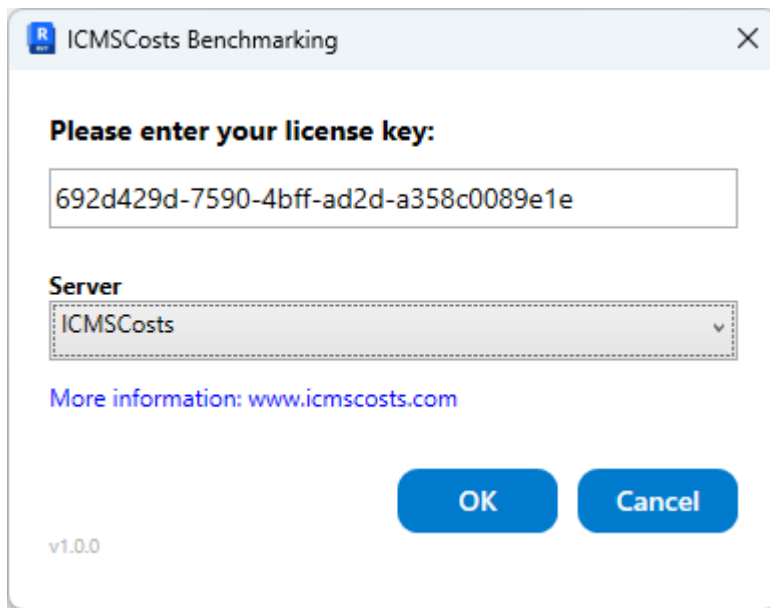 ICMSCosts Benchmarking
Please enter your license key:
692d429d-7590-4bff-ad2d-a358c0089e1e
Server
ICMSCosts
More information: www.icmscosts.com
OK
Cancel
v1.0.0